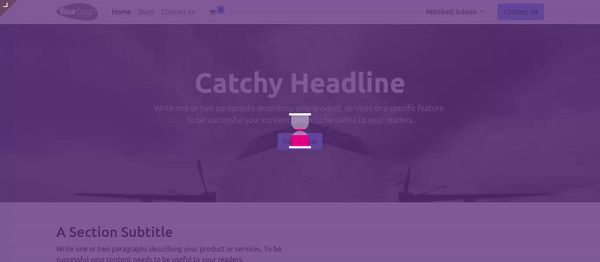 YourLogo Home Shop Contact us 1 Mitchell Admin Contact Us
Catchy Headline
Write one or two paragraphs describing your product, services or a specific feature.
To be successful your content needs to be useful to your readers.
A Section Subtitle
Write one or two paragraphs describing your product or services. To be
successful your content needs to be useful to your readers.